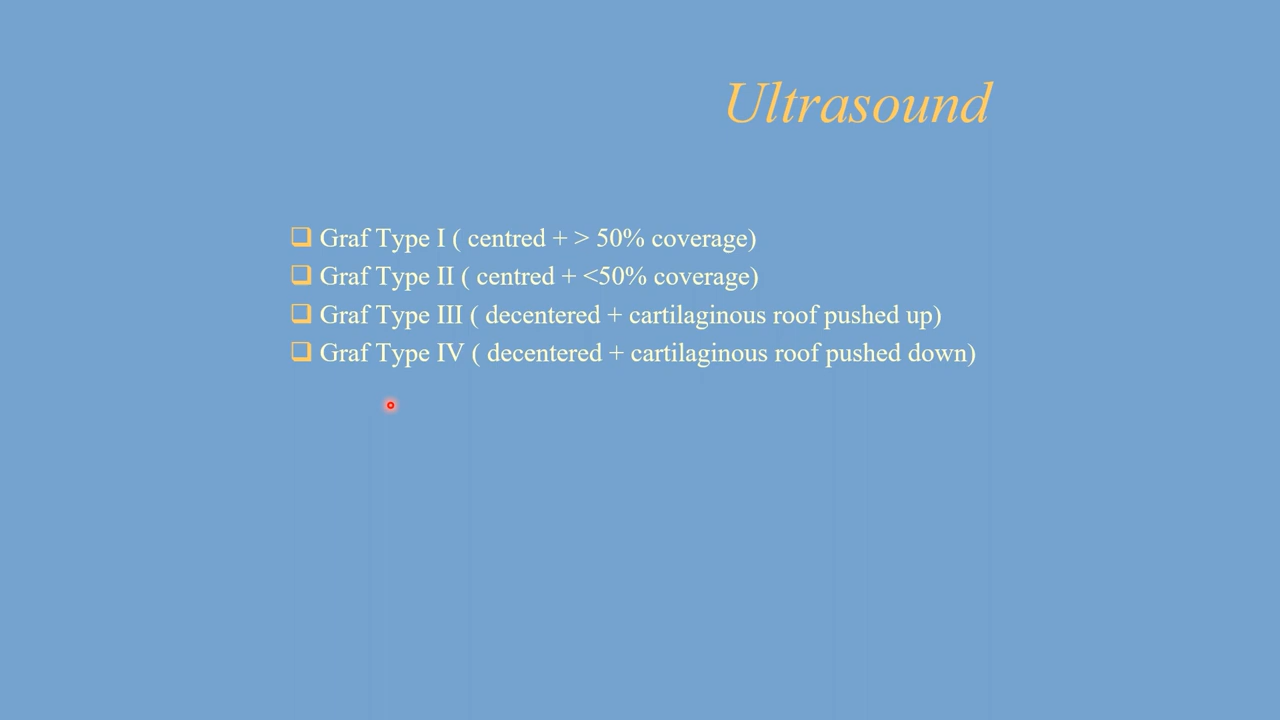 Ultrasound
❑ Graf Type I ( centred + > 50% coverage)
❑ Graf Type II ( centred + <50% coverage)
❑ Graf Type III ( decentered + cartilaginous roof pushed up)
❑ Graf Type IV ( decentered + cartilaginous roof pushed down)